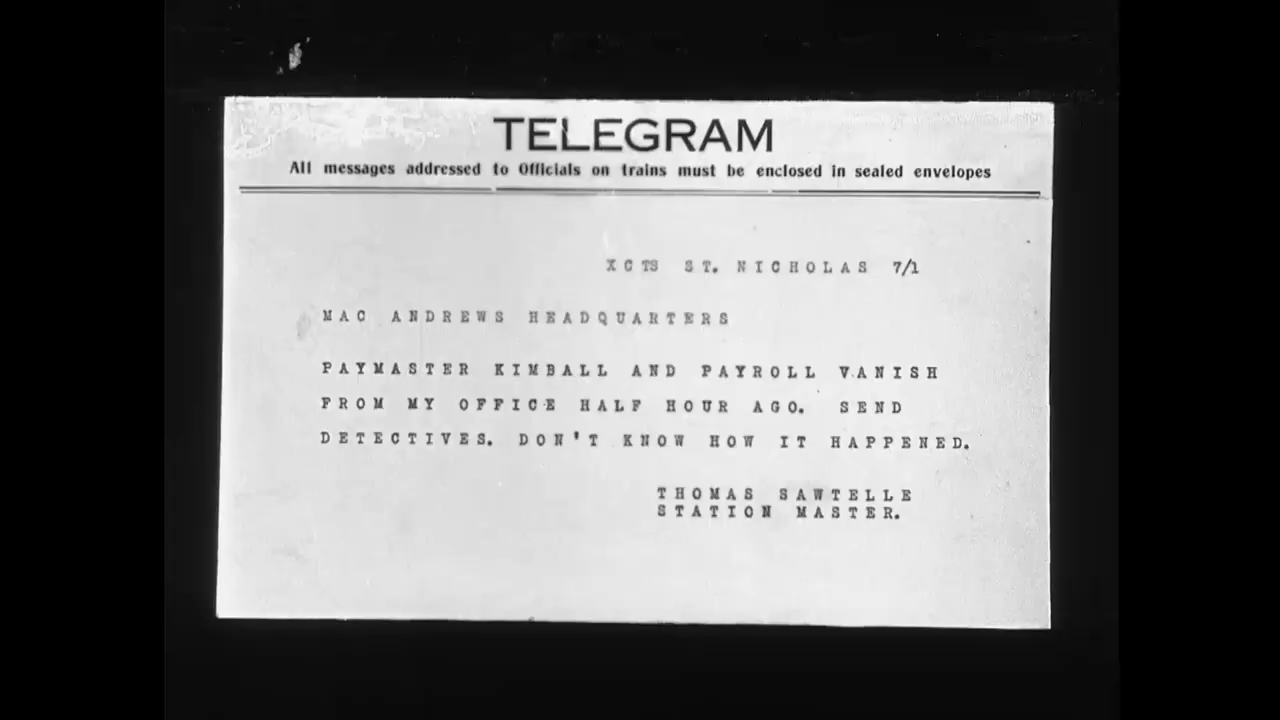 TELEGRAM
All messages addressed to Officials on trains must be enclosed in sealed envelopes
XCTS ST. NICHOLAS 7/1
MAC ANDREWS HEADQUARTERS
PAYMASTER KIMBALL AND PAYROLL VANISH
FROM MY OFFICE HALF HOUR AGO. SEND
DETECTIVES. DON'T KNOW HOW IT HAPPENED.
THOMAS SAWTELLE
STATION MASTER.